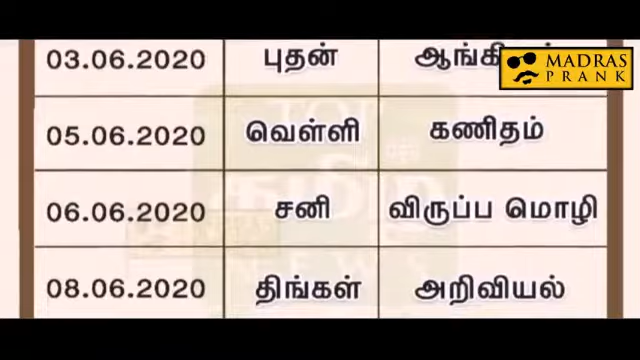 03.06.2020 புதன்
MADRAS
PRANK
05.06.2020 வெள்ளி கணிதம்
06.06.2020 சனி விருப்ப மொழி
08.06.2020 திங்கள் அறிவியல்